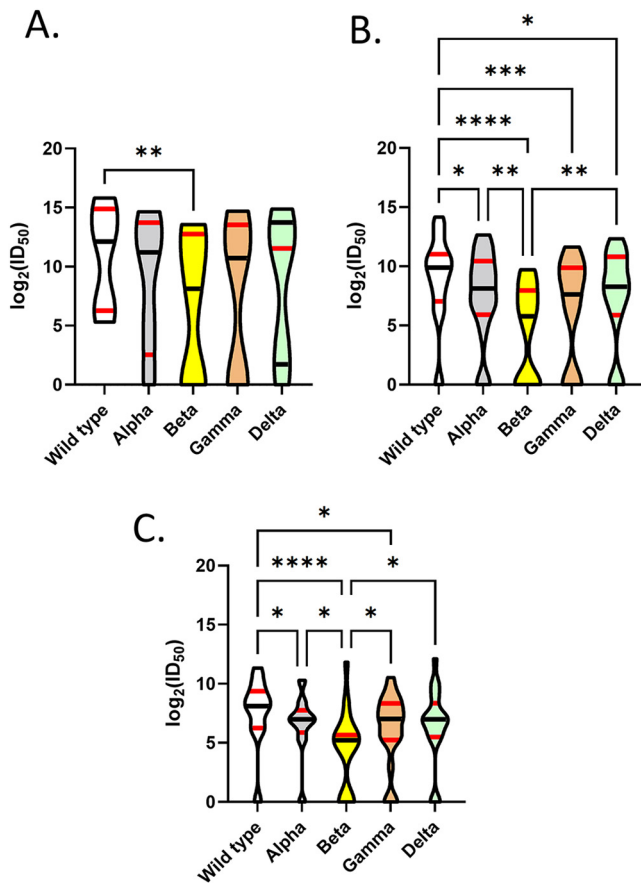 A.
**
20
15
10
5
0
log2(ID50)
Wild type
Alpha
Beta
Gamma
Delta
B.
*
***
****
* ** **
20
15
10
5
0
log2(ID50)
Wild type
Alpha
Beta
Gamma
Delta
C.
*
**** *
* * *
20
15
10
5
0
log2(ID50)
Wild type
Alpha
Beta
Gamma
Delta